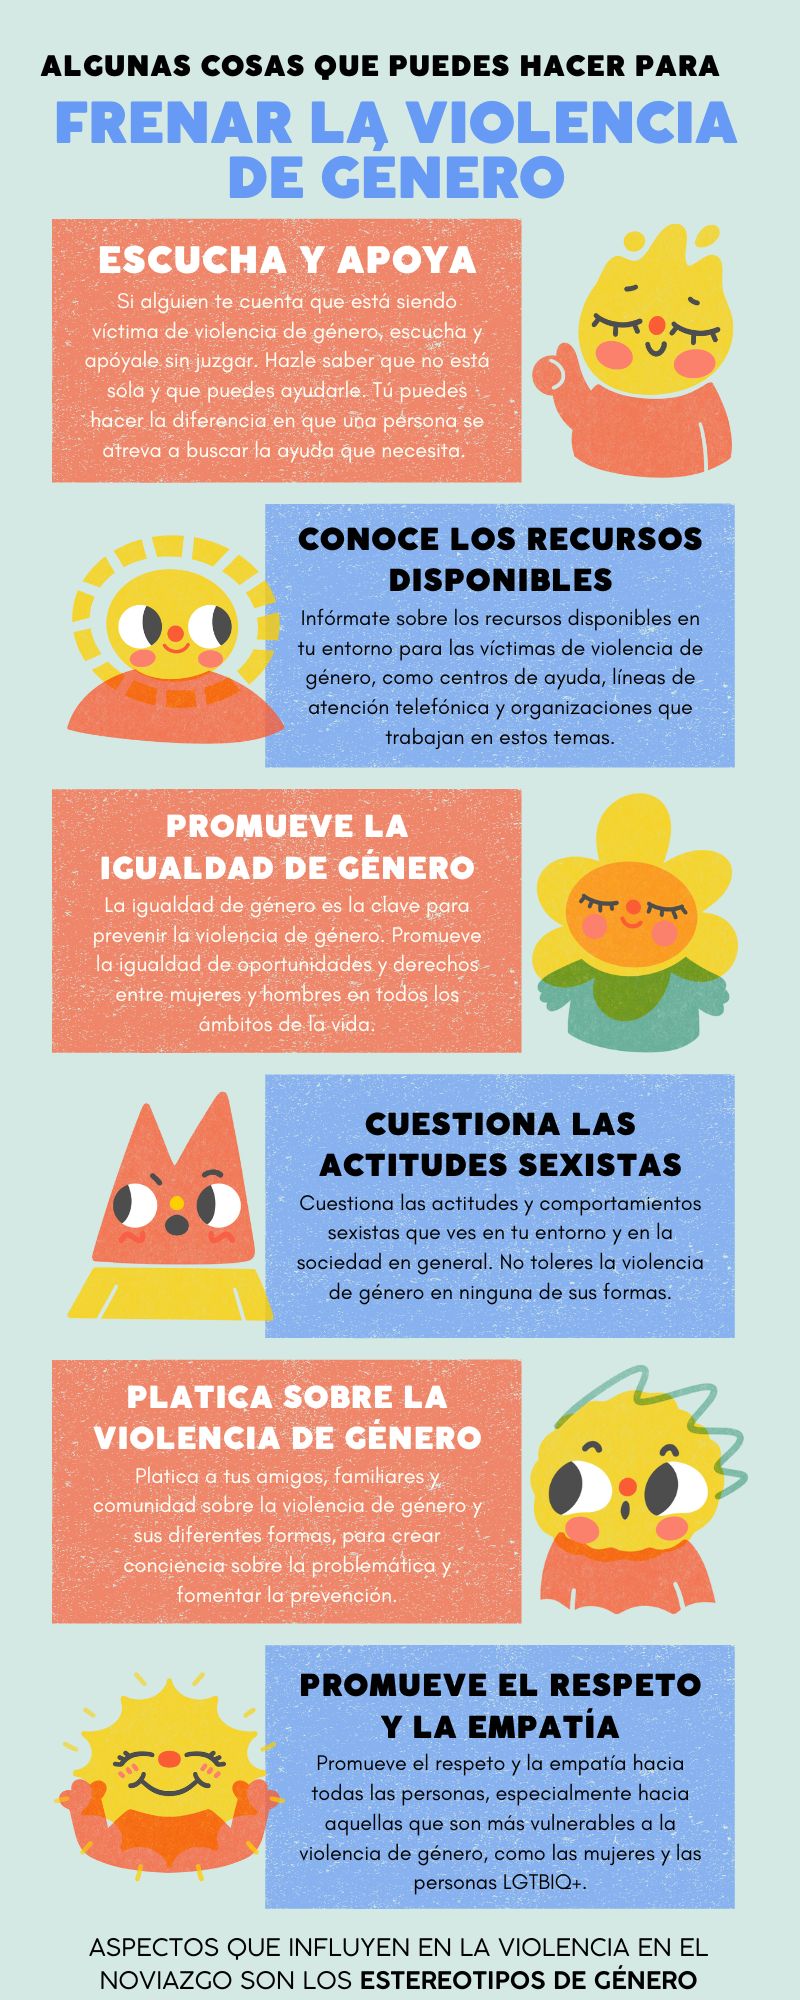 ALGUNAS COSAS QUE PUEDES HACER PARA
FRENAR LA VIOLENCIA
DE GÉNERO
ESCUCHA Y APOYA
Si alguien te cuenta que está siendo
víctima de violencia de género, escucha y
apóyale sin juzgar. Hazle saber que no está
sola y que puedes ayudarle. Tú puedes
hacer la diferencia en que una persona se
atreva a buscar la ayuda que necesita.
CONOCE LOS RECURSOS
DISPONIBLES
Infórmate sobre los recursos disponibles en
tu entorno para las víctimas de violencia de
género, como centros de ayuda, líneas de
atención telefónica y organizaciones que
trabajan en estos temas.
PROMUEVE LA
IGUALDAD DE GÉNERO
La igualdad de género es la clave para
prevenir la violencia de género. Promueve
la igualdad de oportunidades y derechos
entre mujeres y hombres en todos los
ámbitos de la vida.
CUESTIONA LAS
ACTITUDES SEXISTAS
Cuestiona las actitudes y comportamientos
sexistas que ves en tu entorno y en la
sociedad en general. No toleres la violencia
de género en ninguna de sus formas.
PLATICA SOBRE LA
VIOLENCIA DE GÉNERO
Platica a tus amigos, familiares y
comunidad sobre la violencia de género y
sus diferentes formas, para crear
conciencia sobre la problemática y
fomentar la prevención.
PROMUEVE EL RESPETO
Y LA EMPATÍA
Promueve el respeto y la empatía hacia
todas las personas, especialmente hacia
aquellas que son más vulnerables a la
violencia de género, como las mujeres y las
personas LGTBIQ+.
ASPECTOS QUE INFLUYEN EN LA VIOLENCIA EN EL
NOVIAZGO SON LOS ESTEREOTIPOS DE GÉNERO